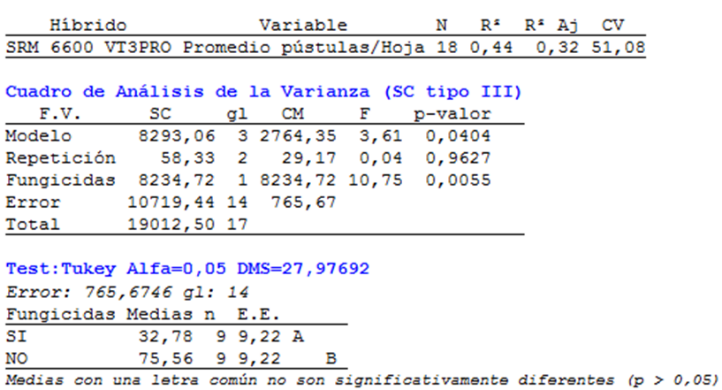 Híbrido Variable N R² R² Aj CV
SRM 6600 VT3PRO Promedio pústulas/Hoja 18 0,44 0,32 51,08
Cuadro de Análisis de la Varianza (SC tipo III)
F.V. SC gl CM F p-valor
Modelo 8293,06 3 2764,35 3,61 0,0404
Repetición 58,33 2 29,17 0,04 0,9627
Fungicidas 8234,72 1 8234,72 10,75 0,0055
Error 10719,44 14 765,67
Total 19012,50 17
Test:Tukey Alfa=0,05 DMS=27,97692
Error: 765,6746 gl: 14
Fungicidas Medias n E.E.
SI 32,78 9 9,22 A
NO 75,56 9 9,22 B
Medias con una letra común no son significativamente diferentes (p > 0,05)